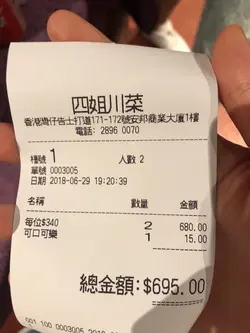 四姐川菜
香港灣仔告士打道171-172號安邦商業大廈1樓
電話: 2896 0070
檯號 1 人數 2
單號 0003005
日期 2018-06-29 19:20:39
名稱 數量 金額
每位$340 2 680.00
可口可樂 1 15.00
總金額:$695.00
001 100 0003005